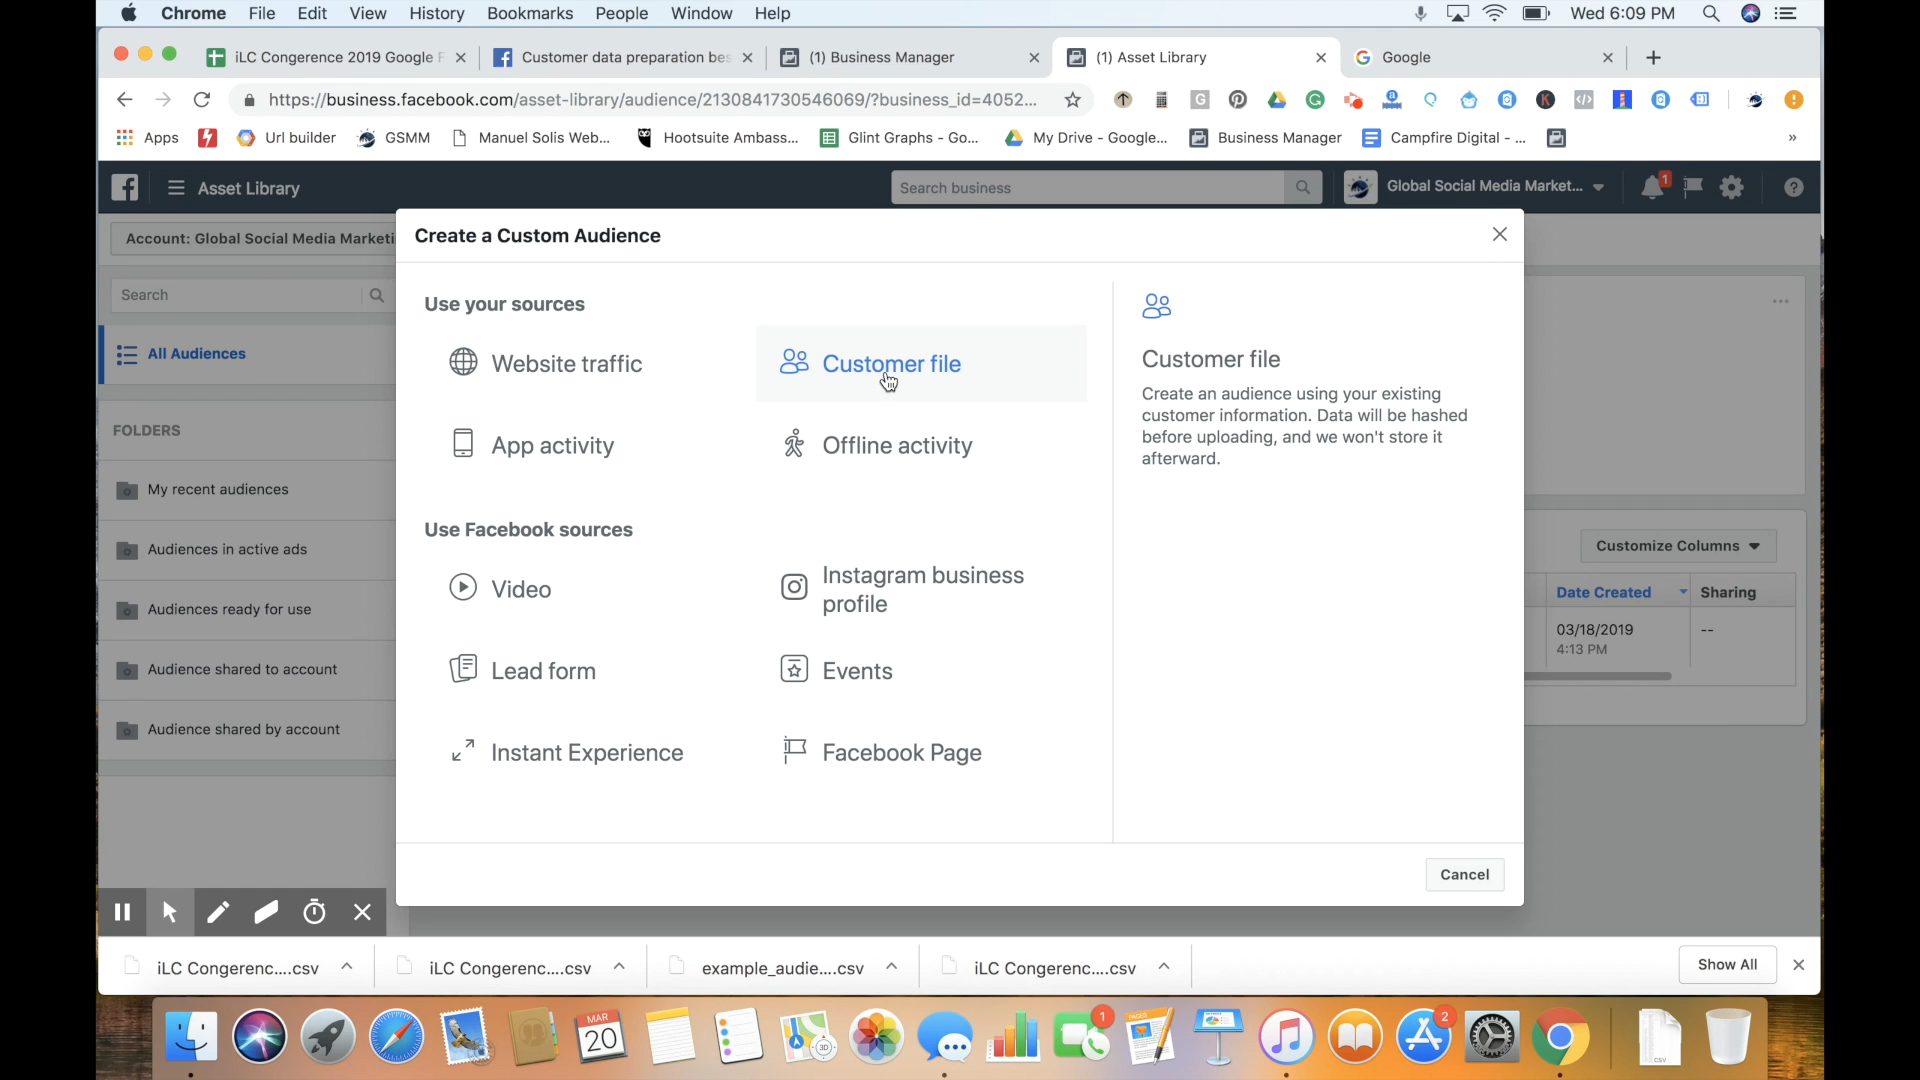 Chrome File Edit View History Bookmarks People Window Help Wed 6:09 PM
iLC Congerence 2019 Google F Customer data preparation bes (1) Business Manager (1) Asset Library Google
https://business.facebook.com/asset-library/audience/2130841730546069/?business_id=4052...
Apps Url builder GSMM Manuel Solis Web... Hootsuite Ambass... Glint Graphs - Go... My Drive - Google... Business Manager Campfire Digital - ... »
Asset Library Search business Global Social Media Market... 1
Account: Global Social Media Marketi
Create a Custom Audience
Search
All Audiences
FOLDERS
My recent audiences
Audiences in active ads
Audiences ready for use
Audience shared to account
Audience shared by account
Use your sources
Website traffic
Customer file
App activity
Offline activity
Use Facebook sources
Video
Instagram business
profile
Lead form
Events
Instant Experience
Facebook Page
Customer file
Create an audience using your existing
customer information. Data will be hashed
before uploading, and we won't store it
afterward.
Cancel
Customize Columns
Date Created Sharing
03/18/2019 --
4:13 PM
iLC Congerenc....csv iLC Congerenc....csv example_audie....csv iLC Congerenc....csv Show All
MAR
20
3D
1
PAGES
2
CSV